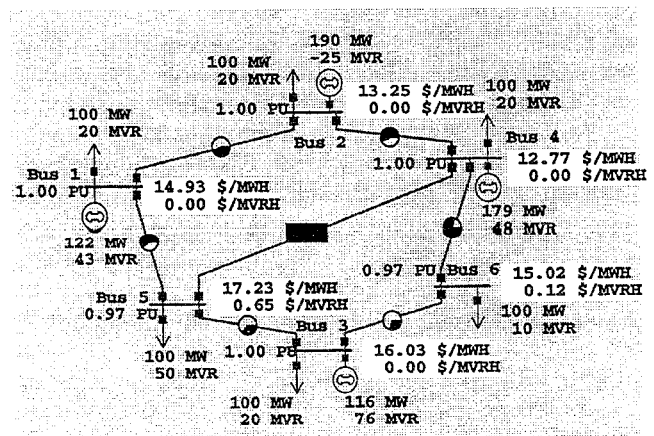 190 MW
-25 MVR
100 MW
20 MVR
13.25 $/MWH
0.00 $/MVRH
100 MW
20 MVR
1.00 PU
Bus 2
100 MW
20 MVR
Bus 4
1.00 PU
12.77 $/MWH
0.00 $/MVRH
Bus 1
1.00 PU
14.93 $/MWH
0.00 $/MVRH
179 MW
48 MVR
122 MW
43 MVR
0.97 PU
Bus 6
15.02 $/MWH
0.12 $/MVRH
17.23 $/MWH
0.65 $/MVRH
Bus 5
0.97 PU
Bus 3
100 MW
10 MVR
1.00 P
16.03 $/MWH
0.00 $/MVRH
100 MW
50 MVR
100 MW
20 MVR
116 MW
76 MVR